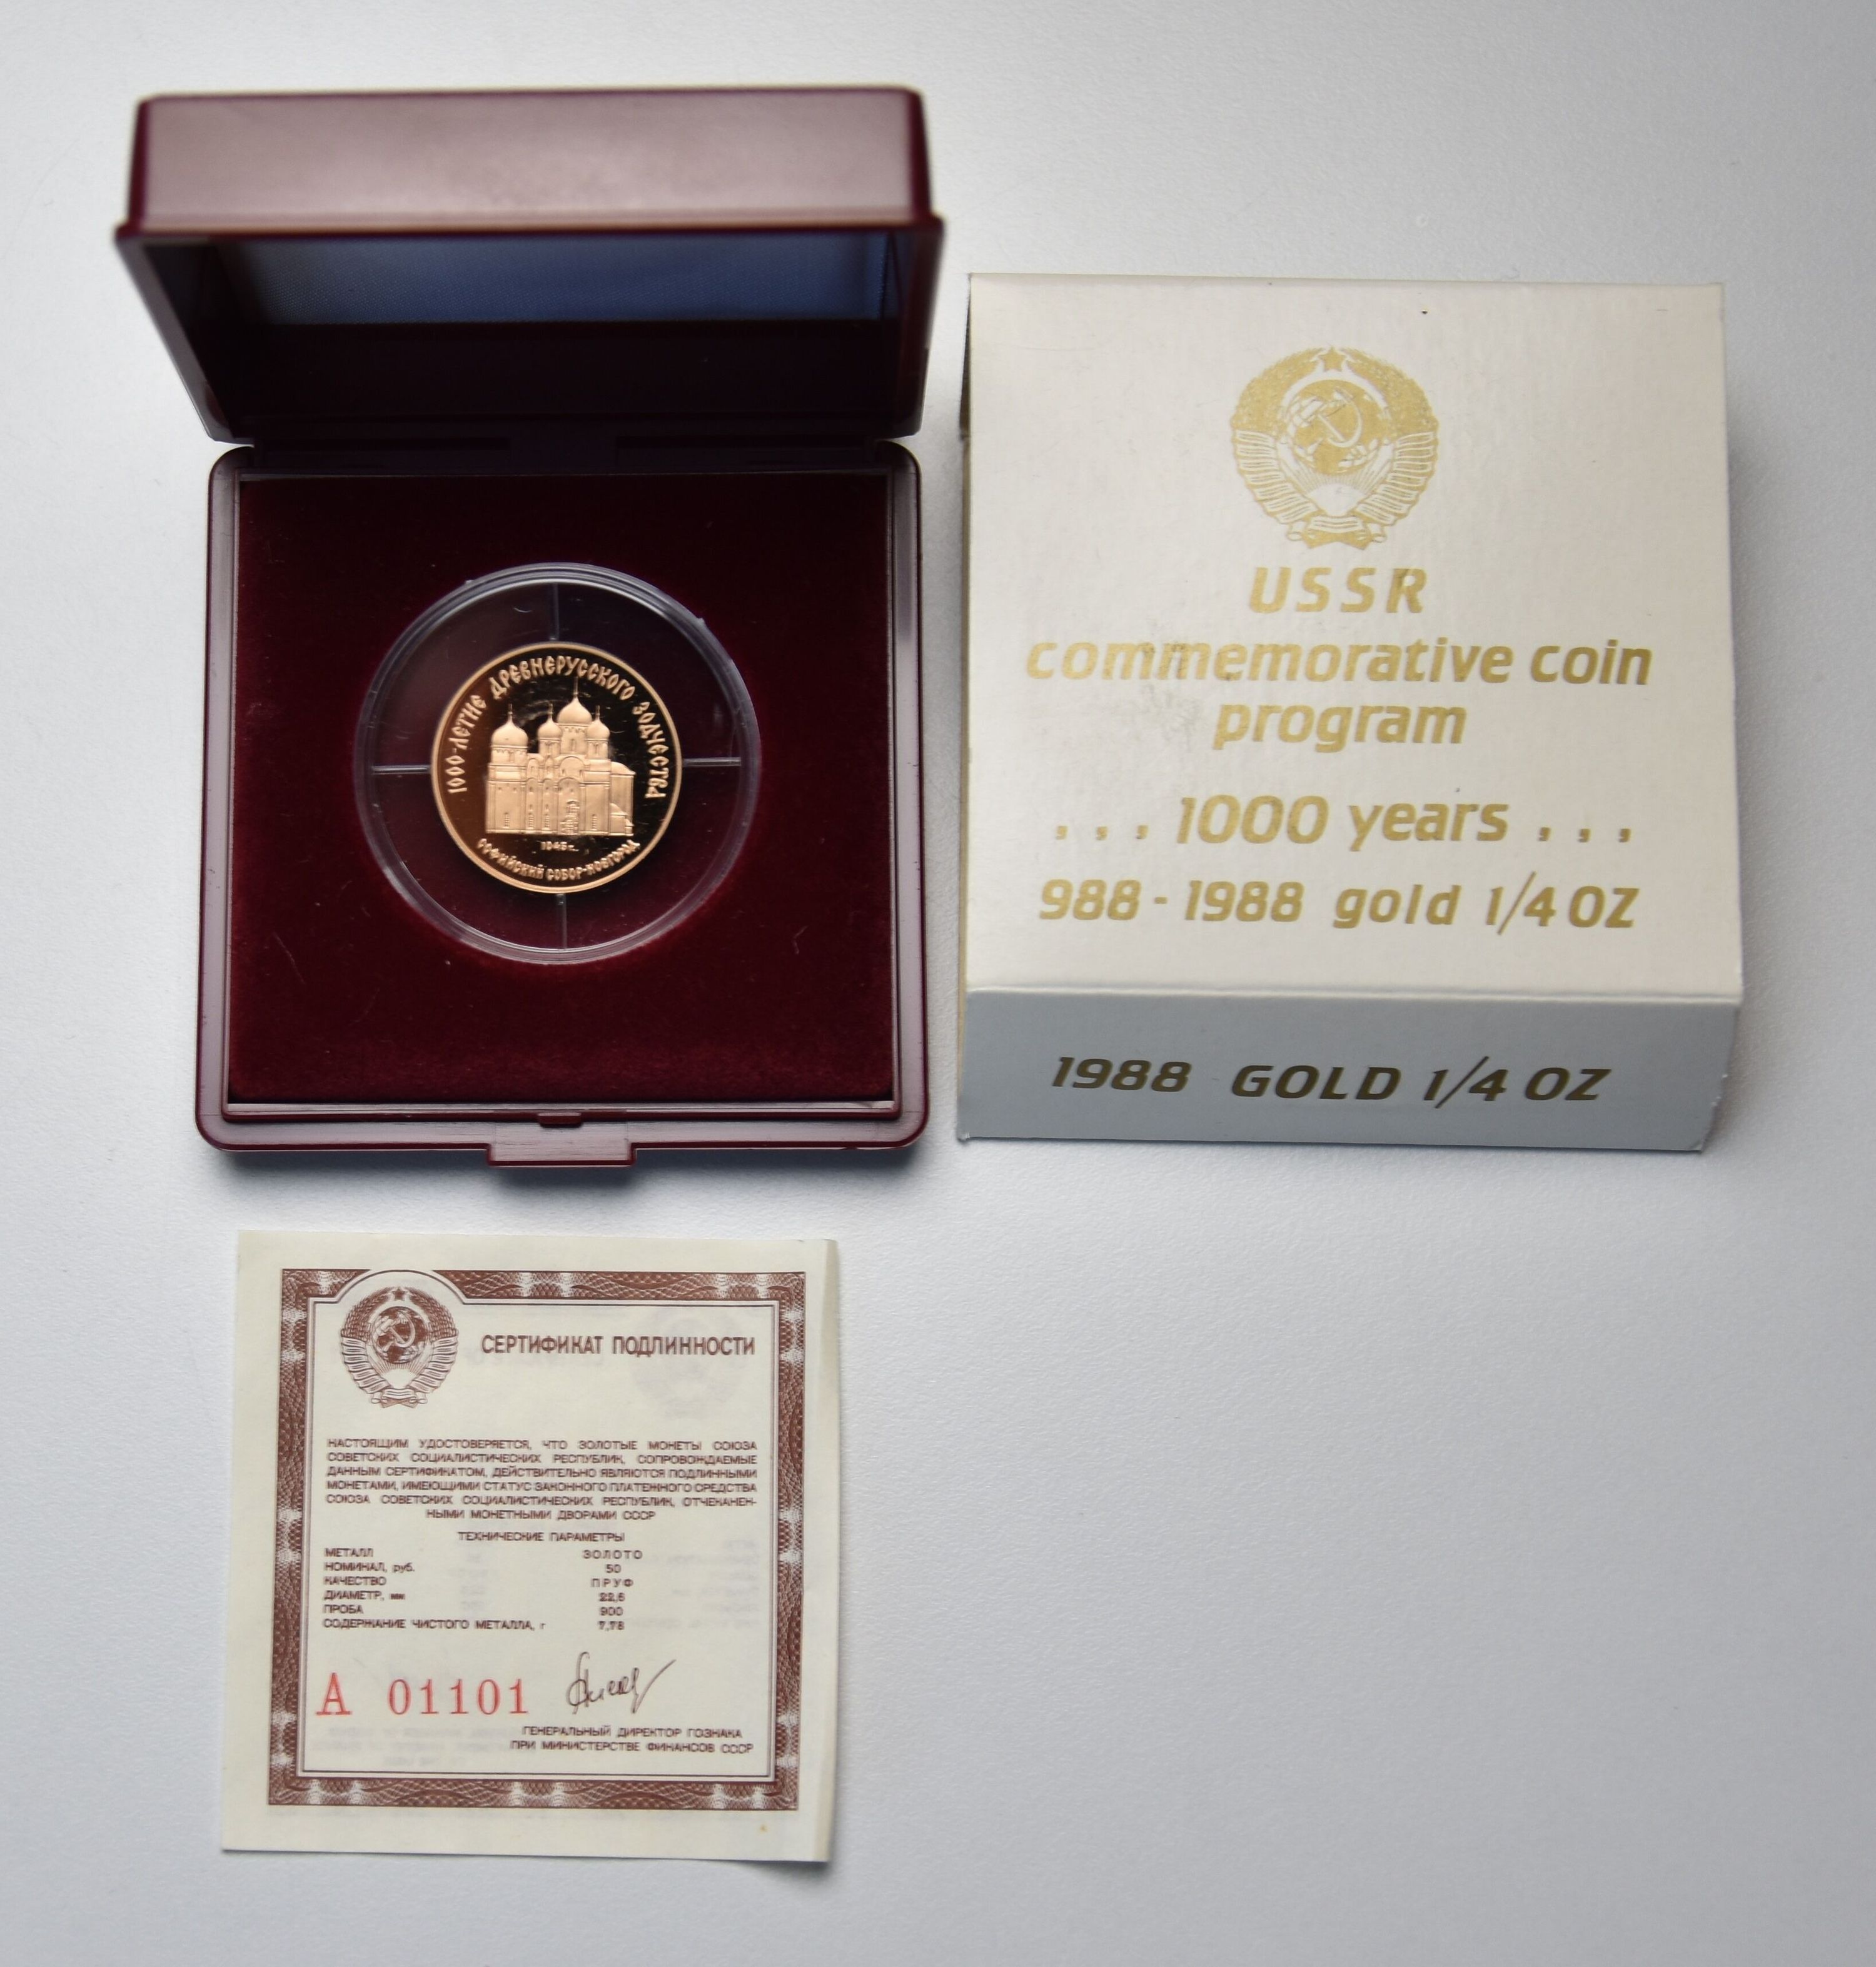 1000-ЛЕТИЕ ДРЕВНЕРУССКОГО ЗОДЧЕСТВА
1045 г.
СОФИЙСКИЙ СОБОР·НОВГОРОД
USSR
commemorative coin
program
, , , 1000 years , , ,
988 - 1988 gold 1/4 OZ
1988 GOLD 1/4 OZ
СЕРТИФИКАТ ПОДЛИННОСТИ
НАСТОЯЩИМ УДОСТОВЕРЯЕТСЯ, ЧТО ЗОЛОТЫЕ МОНЕТЫ СОЮЗА
СОВЕТСКИХ СОЦИАЛИСТИЧЕСКИХ РЕСПУБЛИК, СОПРОВОЖДАЕМЫЕ
ДАННЫМ СЕРТИФИКАТОМ, ДЕЙСТВИТЕЛЬНО ЯВЛЯЮТСЯ ПОДЛИННЫМИ
МОНЕТАМИ, ИМЕЮЩИМИ СТАТУС ЗАКОННОГО ПЛАТЕЖНОГО СРЕДСТВА
СОЮЗА СОВЕТСКИХ СОЦИАЛИСТИЧЕСКИХ РЕСПУБЛИК, ОТЧЕКАНЕН-
НЫМИ МОНЕТНЫМИ ДВОРАМИ СССР
ТЕХНИЧЕСКИЕ ПАРАМЕТРЫ
МЕТАЛЛ ЗОЛОТО
НОМИНАЛ, руб. 50
КАЧЕСТВО ПРУФ
ДИАМЕТР, мм 22,6
ПРОБА 900
СОДЕРЖАНИЕ ЧИСТОГО МЕТАЛЛА, г 7,78
А 01101
ГЕНЕРАЛЬНЫЙ ДИРЕКТОР ГОЗНАКА
ПРИ МИНИСТЕРСТВЕ ФИНАНСОВ СССР